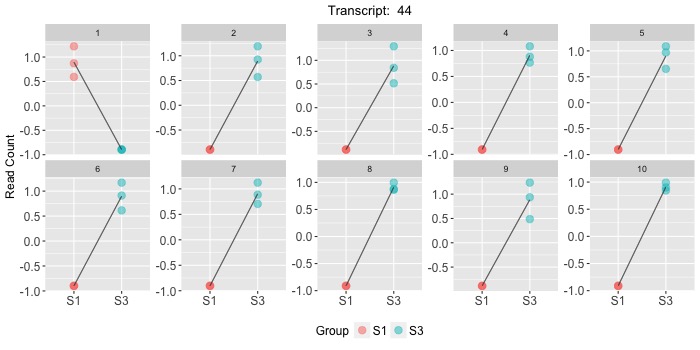 Transcript: 44
1 2 3 4 5
1.0 1.0 1.0 1.0 1.0
0.5 0.5 0.5 0.5 0.5
0.0 0.0 0.0 0.0 0.0
-0.5 -0.5 -0.5 -0.5 -0.5
-1.0 -1.0 -1.0
Read Count
6 7 8 9 10
1.0 1.0 1.0 1.0 1.0
0.5 0.5 0.5 0.5 0.5
0.0 0.0 0.0 0.0 0.0
-0.5 -0.5 -0.5 -0.5 -0.5
-1.0 -1.0 -1.0 -1.0
S1 S3 S1 S3 S1 S3 S1 S3 S1 S3
Group S1 S3